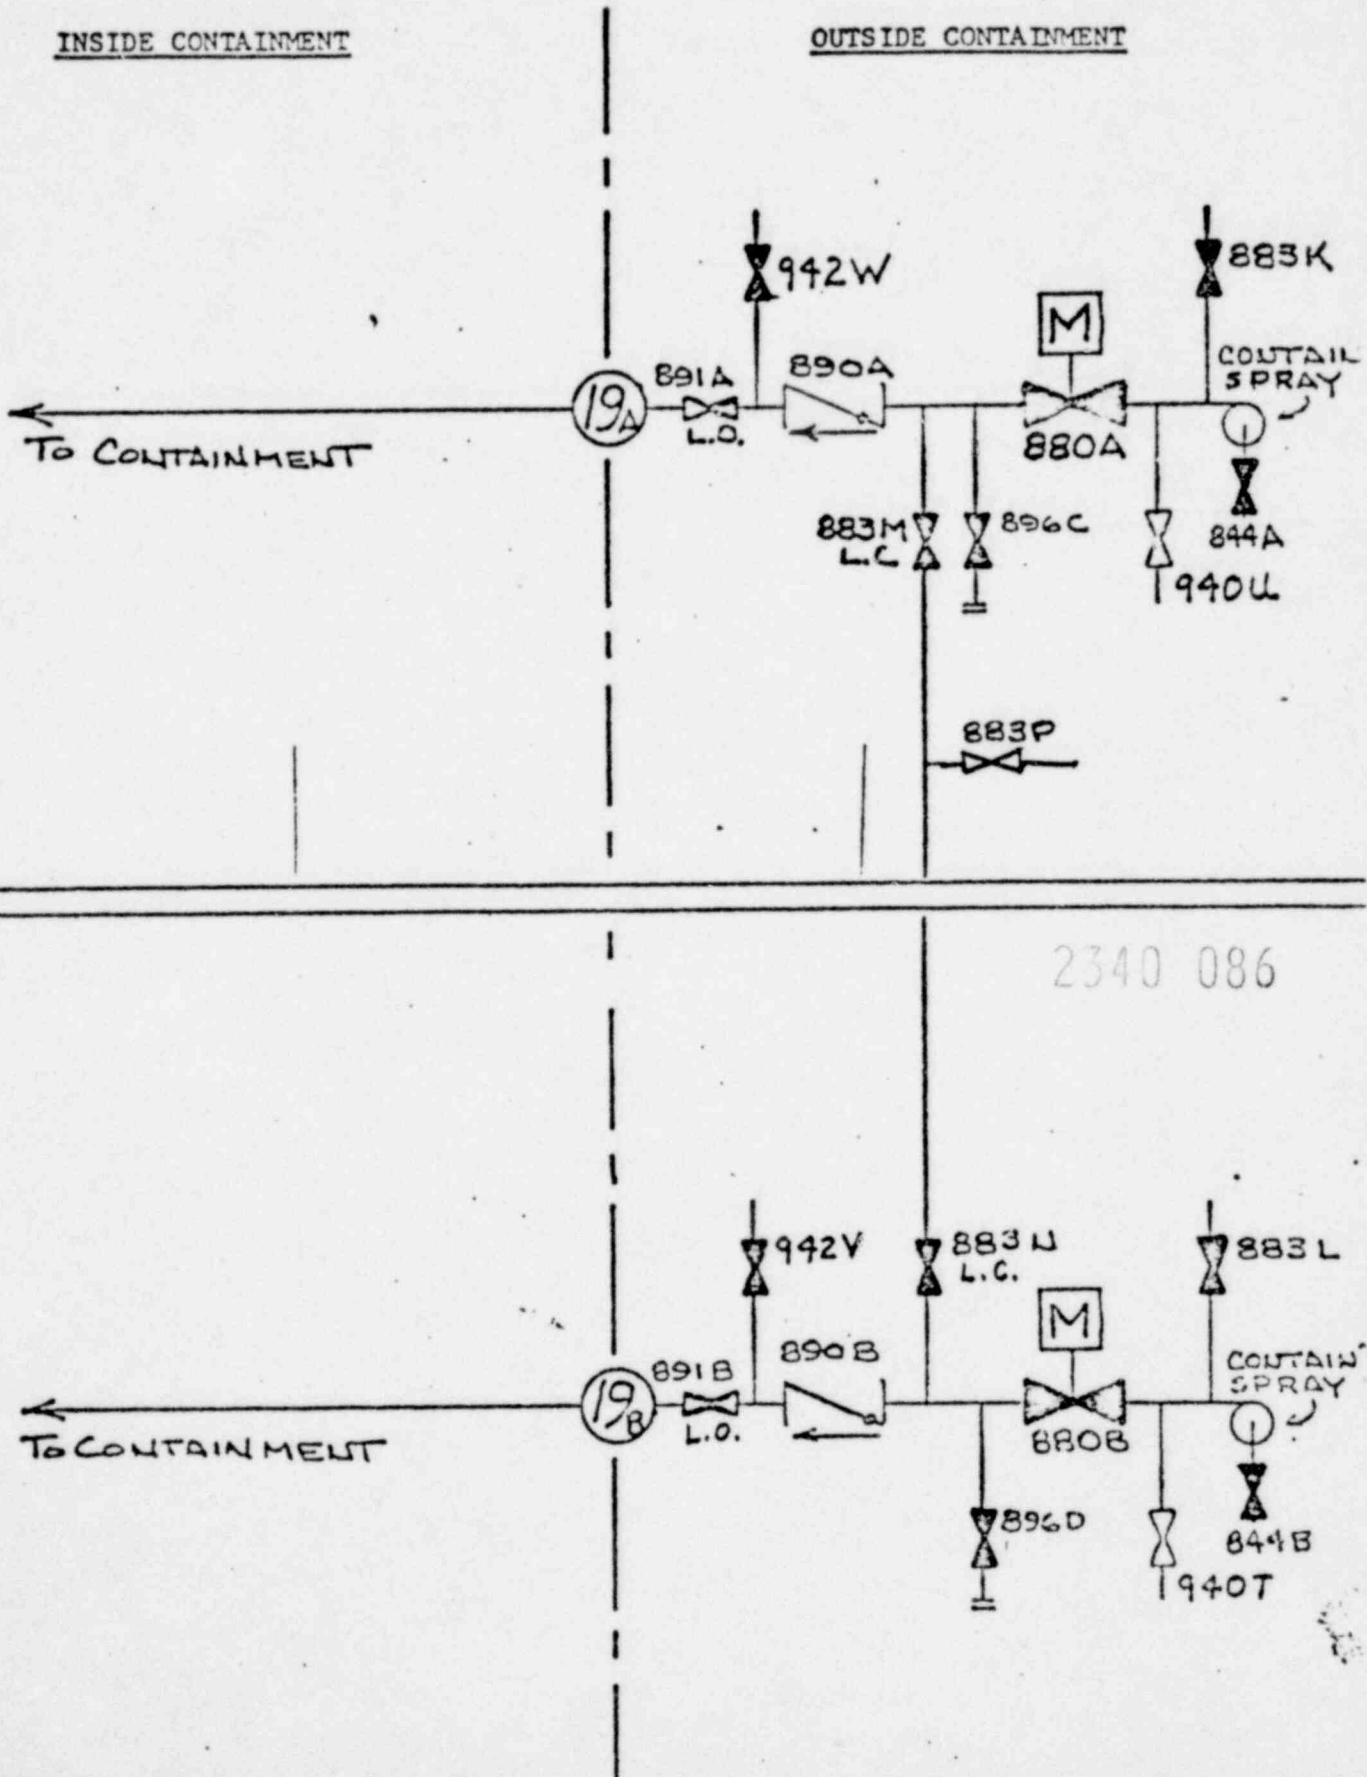 INSIDE CONTAINMENT
OUTSIDE CONTAINMENT
942W
883K
M
CONTAIN
SPRAY
891A
890A
19A
L.O.
880A
TO CONTAINMENT
883M
L.C
896C
844A
940U
883P
2340 086
942V
883N
L.C.
883L
M
891B
890B
CONTAIN'
SPRAY
19B
L.O.
880B
TO CONTAINMENT
896D
844B
940T